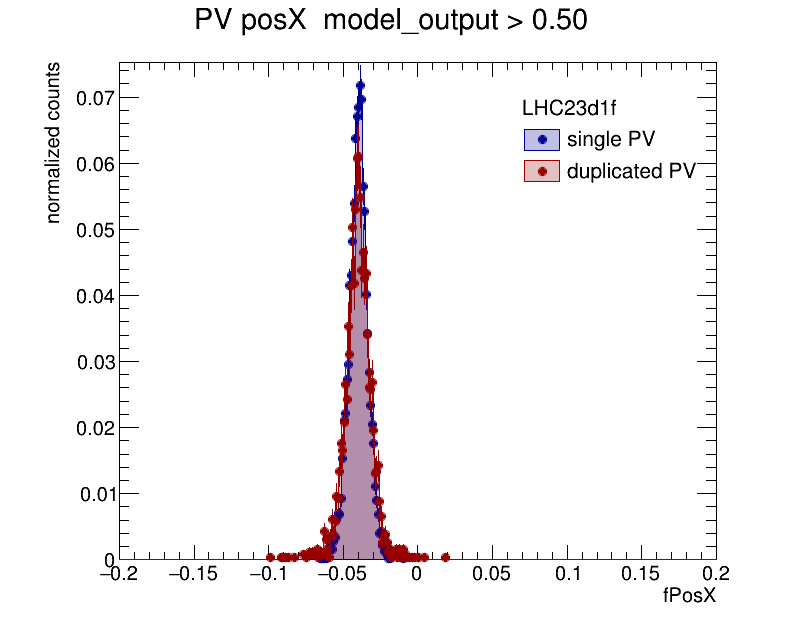 PV posX  model_output > 0.50
normalized counts
LHC23d1f
single PV
duplicated PV
0.07
0.06
0.05
0.04
0.03
0.02
0.01
0
−0.2
−0.15
−0.1
−0.05
0
0.05
0.1
0.15
0.2
fPosX